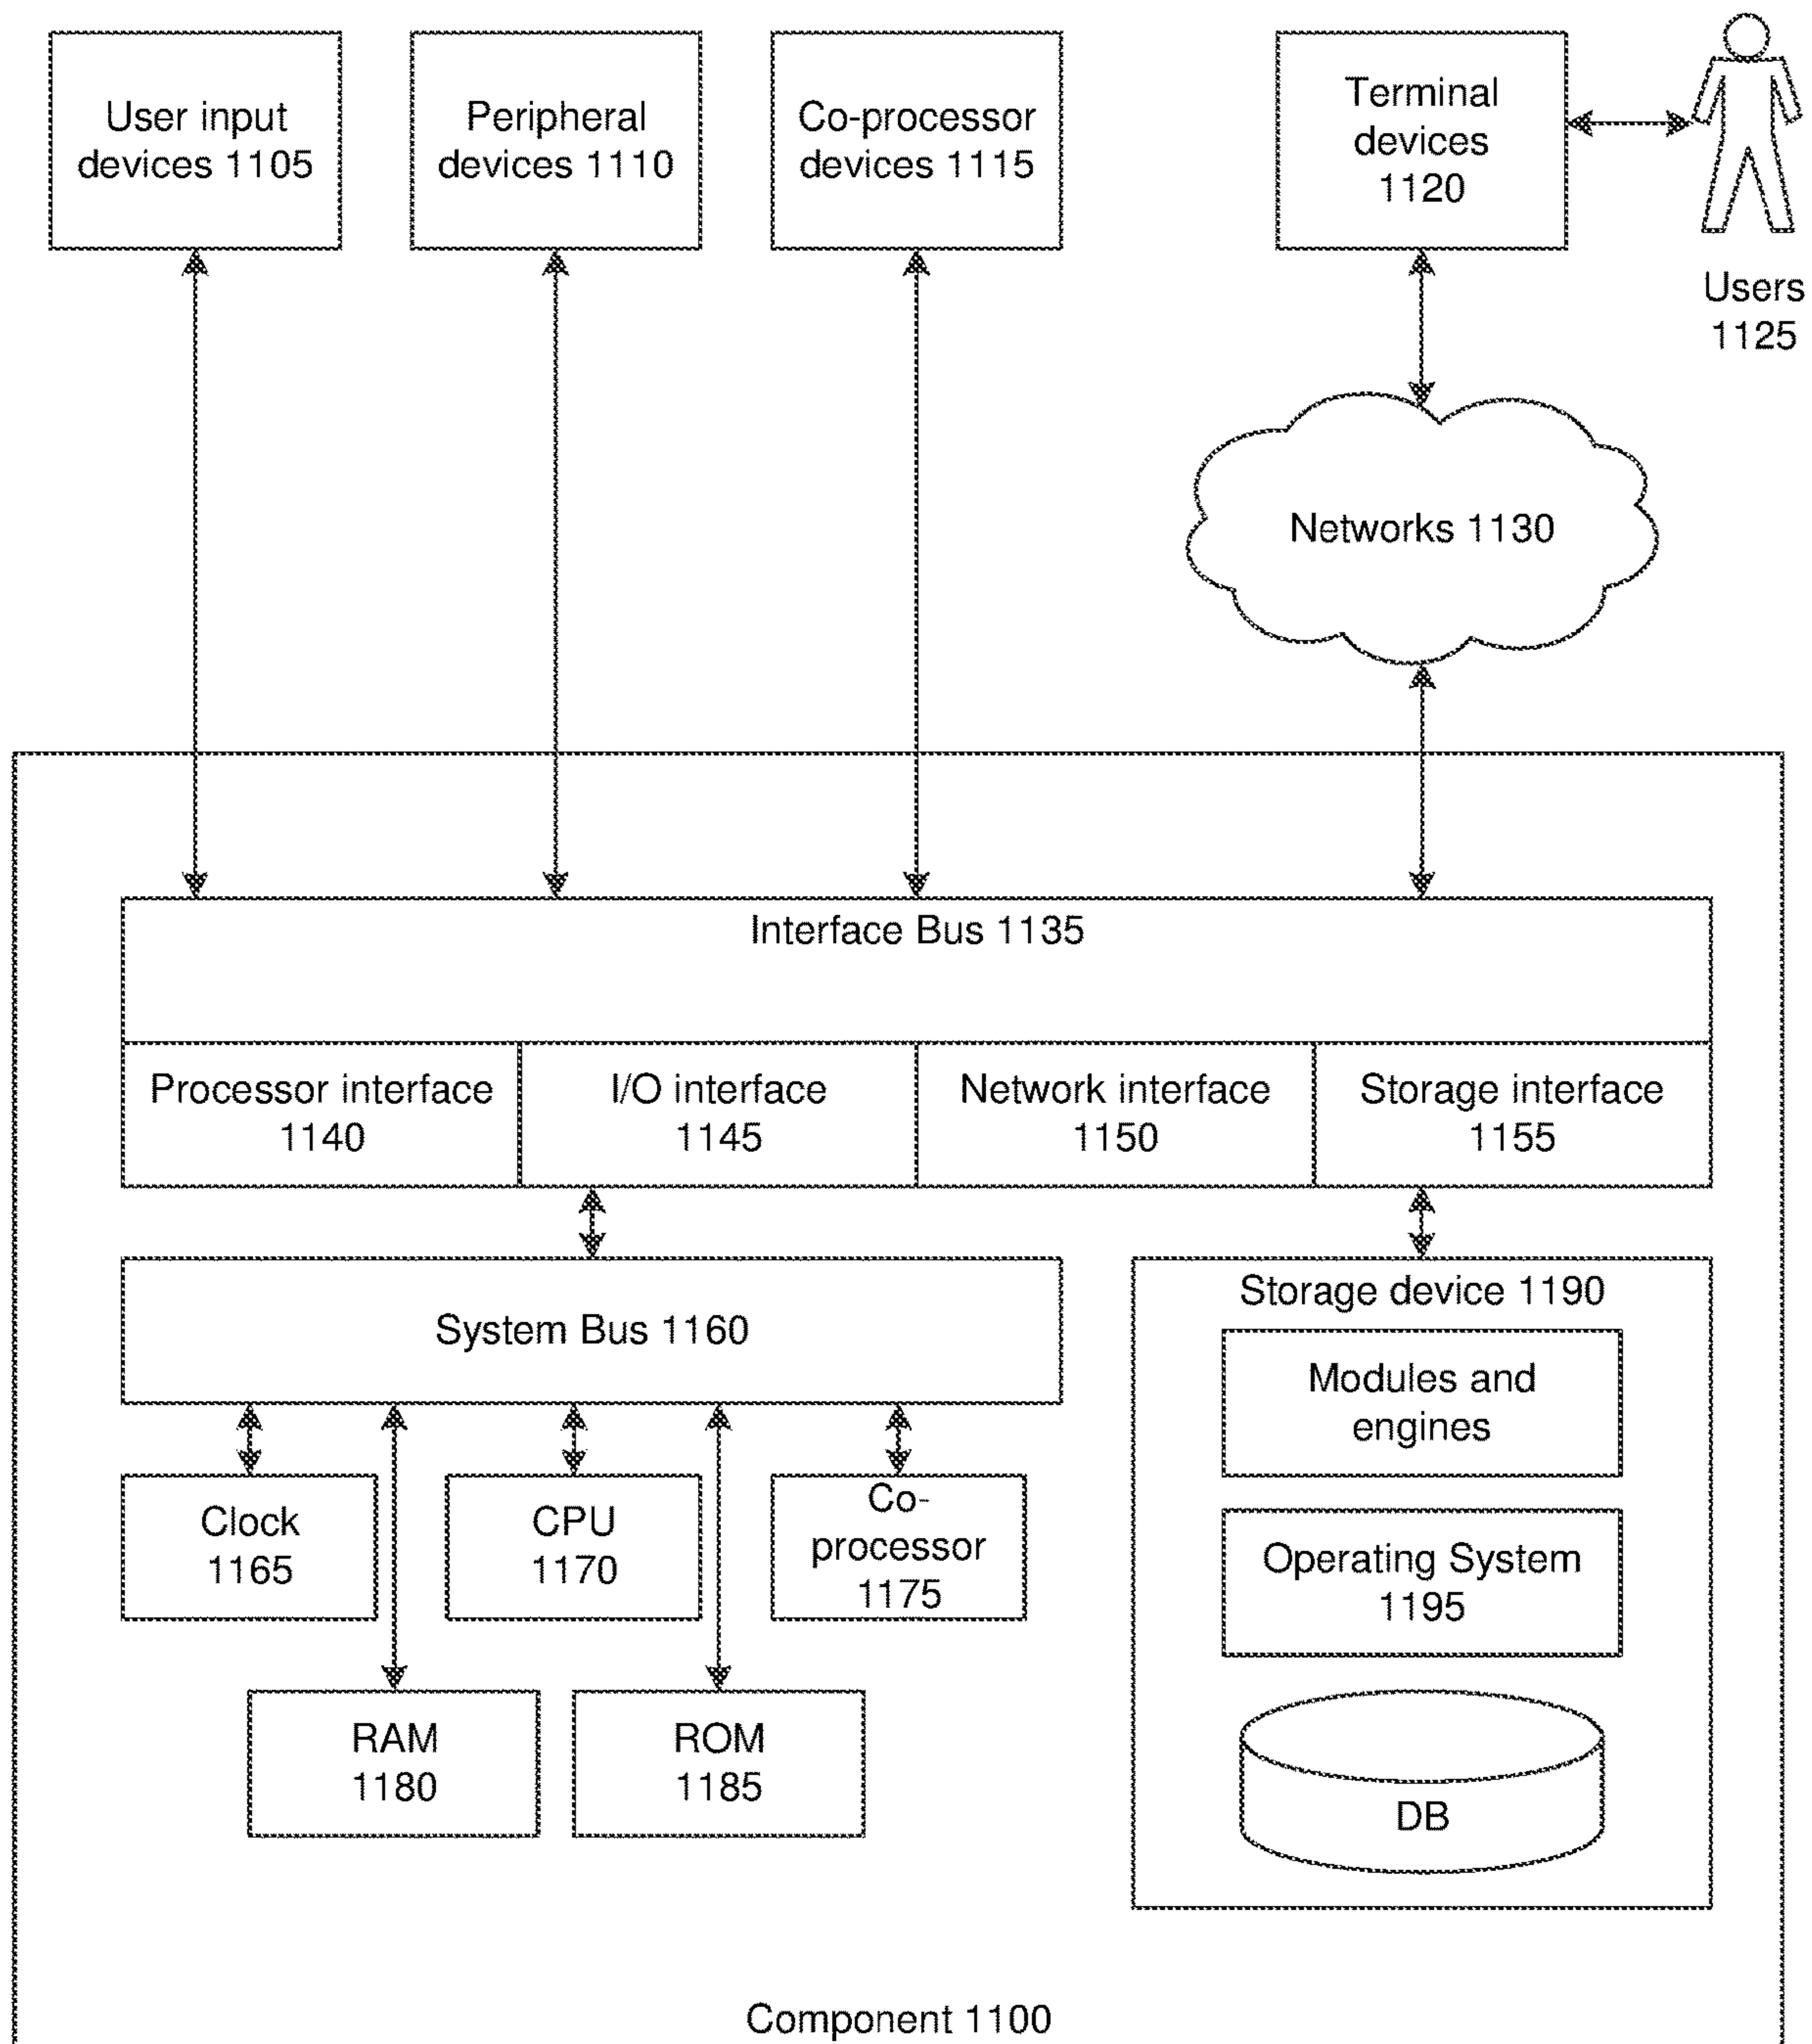 User input
devices 1105
Peripheral
devices 1110
Co-processor
devices 1115
Terminal
devices
1120
Users
1125
Networks 1130
Interface Bus 1135
Processor interface
1140
I/O interface
1145
Network interface
1150
Storage interface
1155
System Bus 1160
Storage device 1190
Modules and
engines
Clock
1165
CPU
1170
Co-
processor
1175
Operating System
1195
RAM
1180
ROM
1185
DB
Component 1100